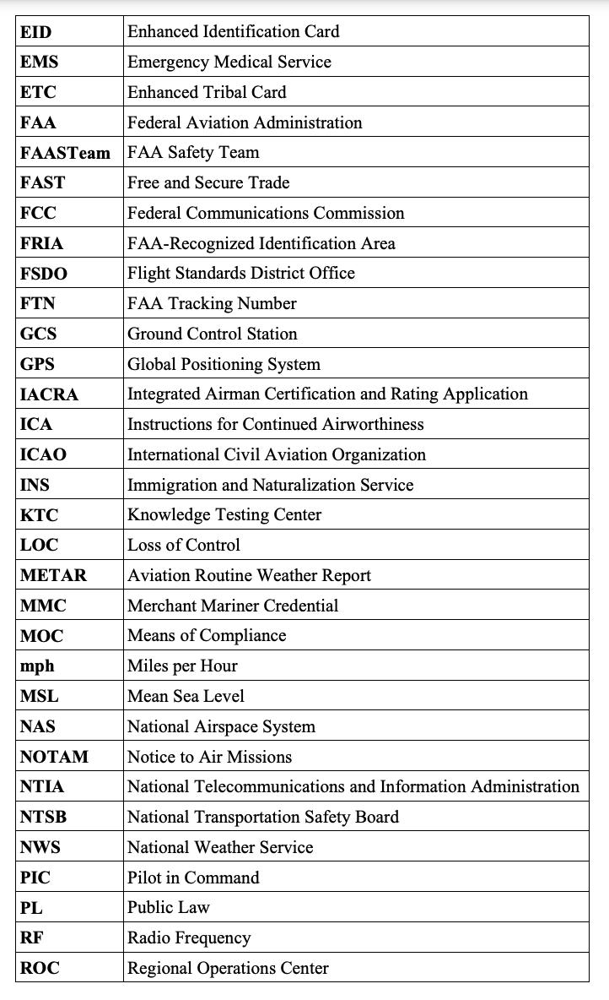 EID Enhanced Identification Card
EMS Emergency Medical Service
ETC Enhanced Tribal Card
FAA Federal Aviation Administration
FAASTeam FAA Safety Team
FAST Free and Secure Trade
FCC Federal Communications Commission
FRIA FAA-Recognized Identification Area
FSDO Flight Standards District Office
FTN FAA Tracking Number
GCS Ground Control Station
GPS Global Positioning System
IACRA Integrated Airman Certification and Rating Application
ICA Instructions for Continued Airworthiness
ICAO International Civil Aviation Organization
INS Immigration and Naturalization Service
KTC Knowledge Testing Center
LOC Loss of Control
METAR Aviation Routine Weather Report
MMC Merchant Mariner Credential
MOC Means of Compliance
mph Miles per Hour
MSL Mean Sea Level
NAS National Airspace System
NOTAM Notice to Air Missions
NTIA National Telecommunications and Information Administration
NTSB National Transportation Safety Board
NWS National Weather Service
PIC Pilot in Command
PL Public Law
RF Radio Frequency
ROC Regional Operations Center